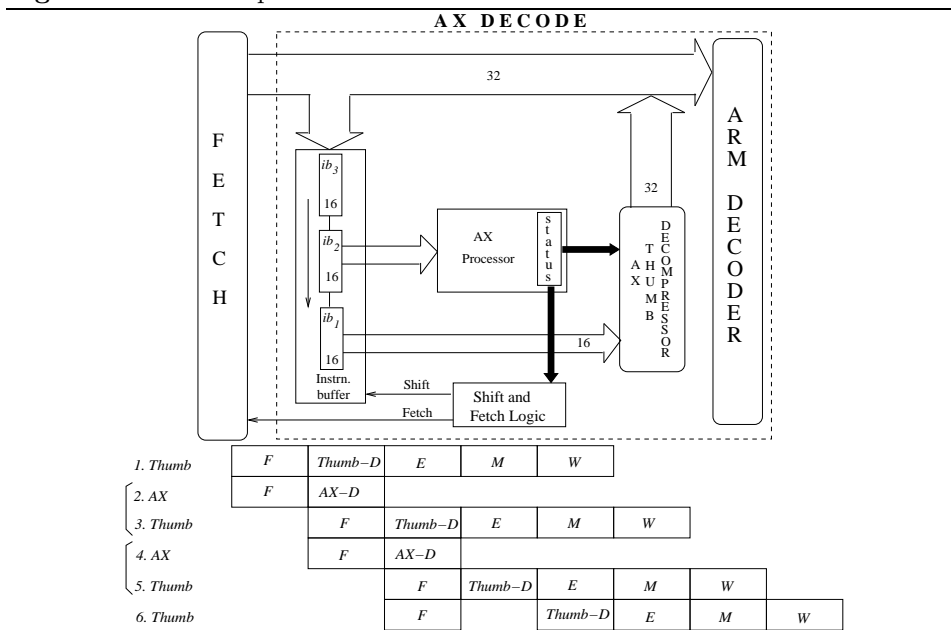 AX DECODE
32
F E T C H
ib3
16
ib2
16
ib1
16
Instrn.
buffer
AX
Processor
status
AX
THUMB
DECOMPRESSOR
32
16
ARM DECODER
Shift
Fetch
Shift and
Fetch Logic
1. Thumb F Thumb–D E M W
2. AX F AX–D
3. Thumb F Thumb–D E M W
4. AX F AX–D
5. Thumb F Thumb–D E M W
6. Thumb F Thumb–D E M W